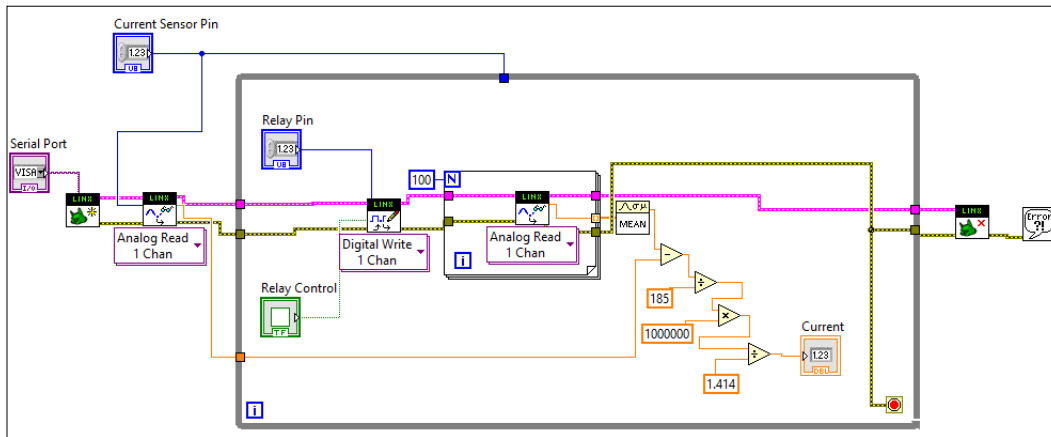 Current Sensor Pin
1.23
U8
Serial Port
VISA
I/O
LINX
LINX
Analog Read
1 Chan
Relay Pin
1.23
U8
LINX
Digital Write
1 Chan
Relay Control
TF
100
N
LINX
Analog Read
1 Chan
i
σμ
MEAN
-
÷
185
×
1000000
÷
1.414
Current
1.23
DBL
i
LINX
Error
?!